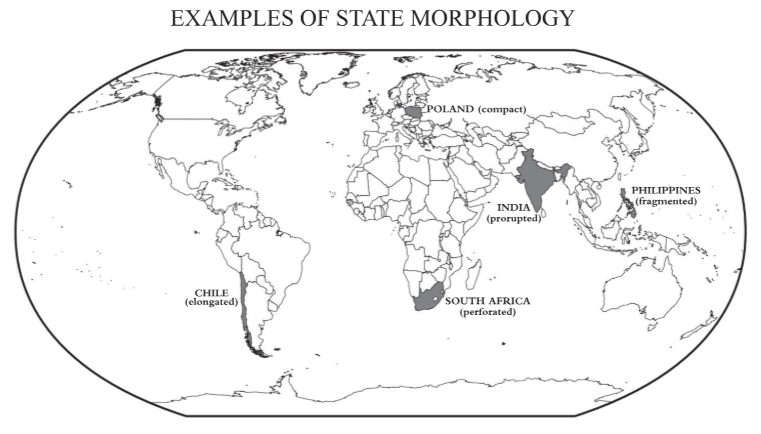 EXAMPLES OF STATE MORPHOLOGY
POLAND (compact)
PHILIPPINES
(fragmented)
INDIA
(prorupted)
CHILE
(elongated)
SOUTH AFRICA
(perforated)